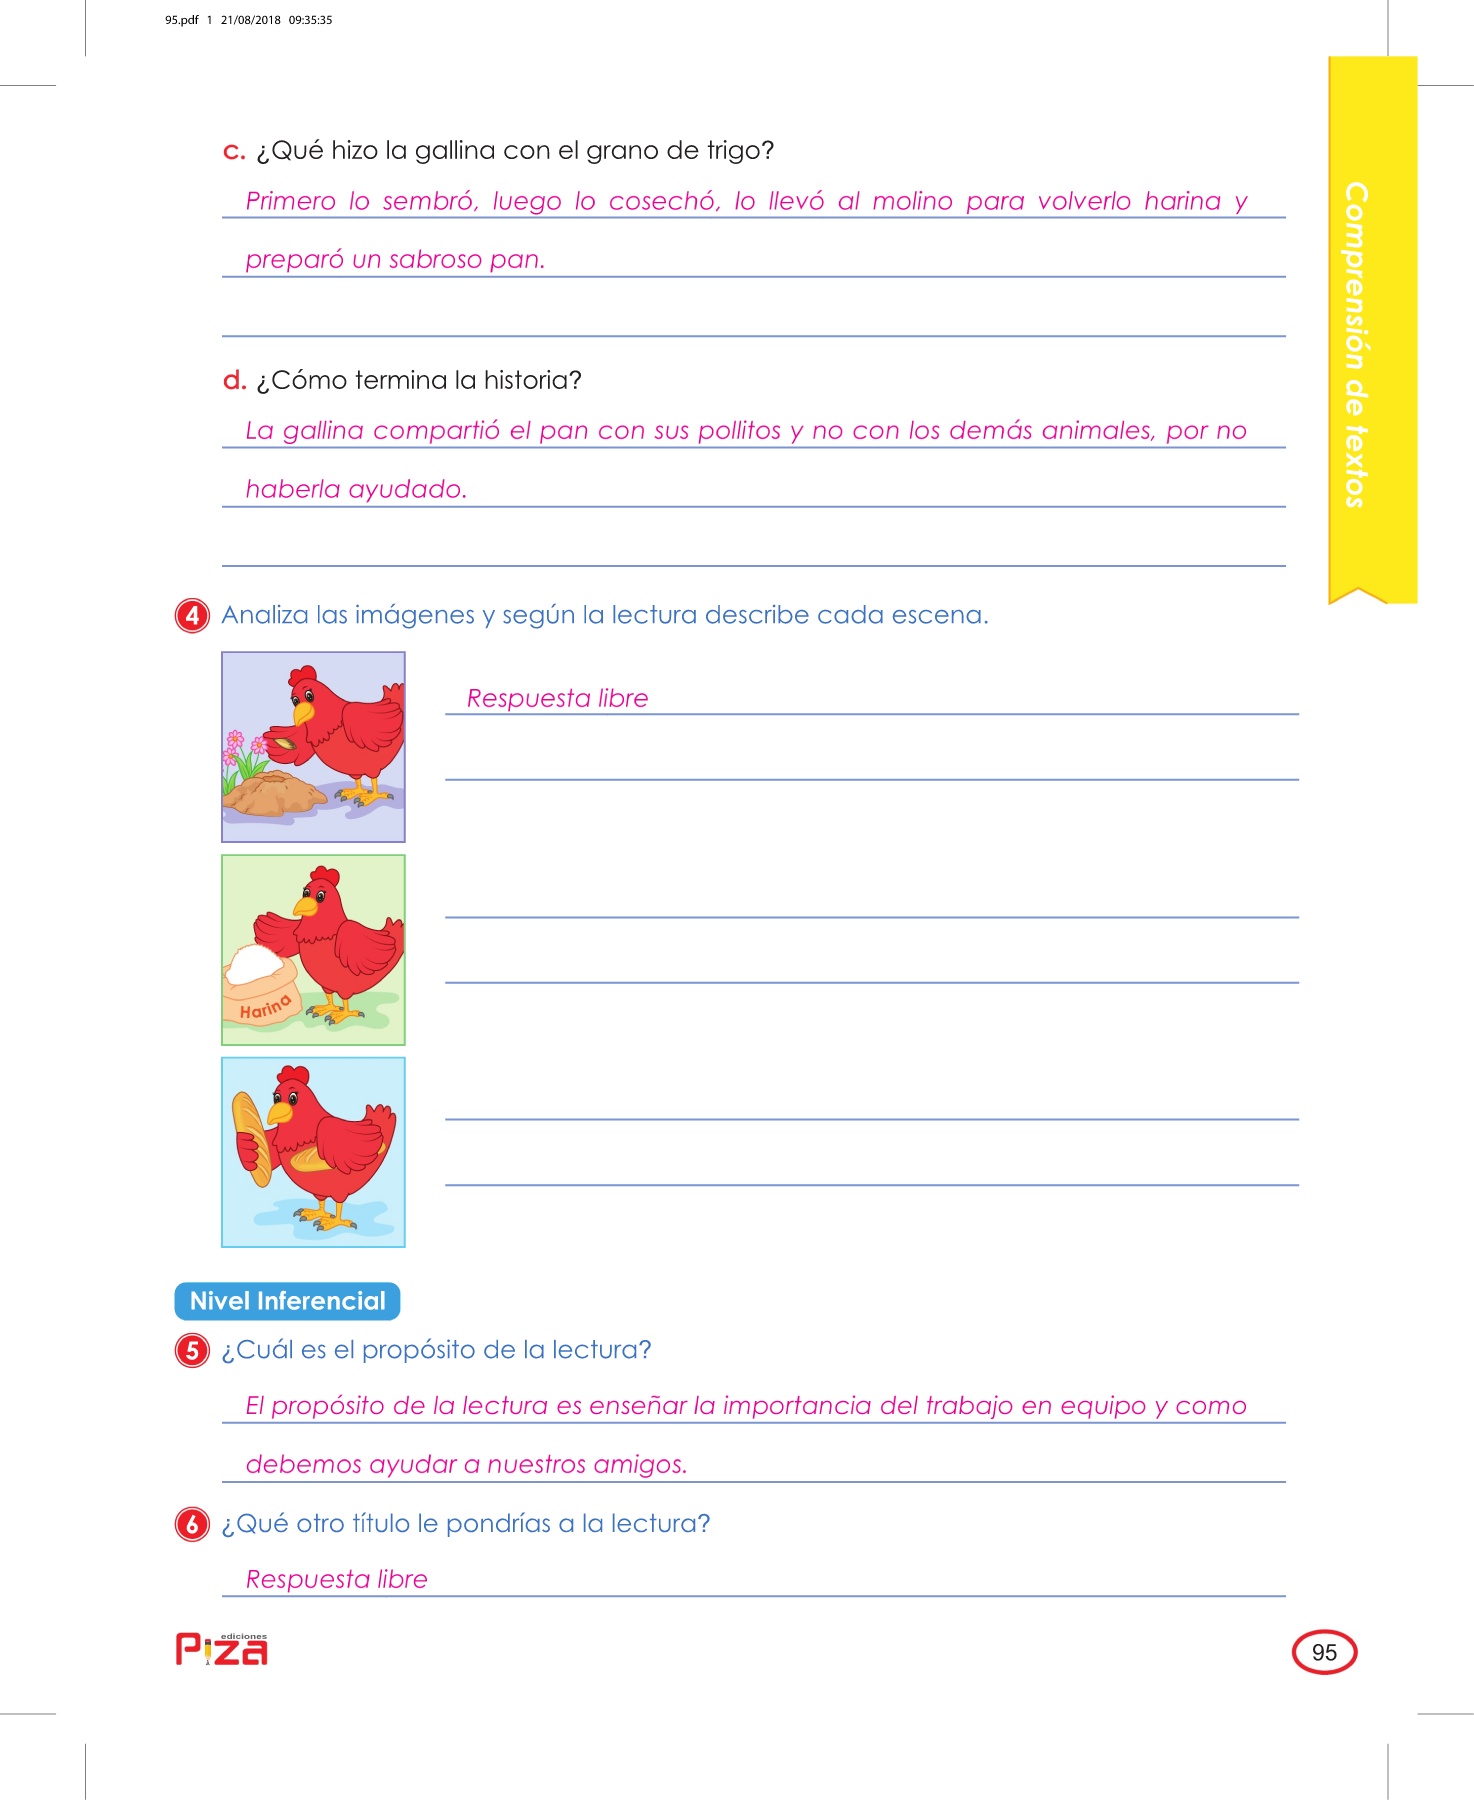 95.pdf 1 21/08/2018 09:35:35
c. ¿Qué hizo la gallina con el grano de trigo?
Primero lo sembró, luego lo cosechó, lo llevó al molino para volverlo harina y
preparó un sabroso pan.
d. ¿Cómo termina la historia?
La gallina compartió el pan con sus pollitos y no con los demás animales, por no
haberla ayudado.
Comprensión de textos
4 Analiza las imágenes y según la lectura describe cada escena.
Respuesta libre
Harina
Nivel Inferencial
5 ¿Cuál es el propósito de la lectura?
El propósito de la lectura es enseñar la importancia del trabajo en equipo y como
debemos ayudar a nuestros amigos.
6 ¿Qué otro título le pondrías a la lectura?
Respuesta libre
ediciones
Piza
95